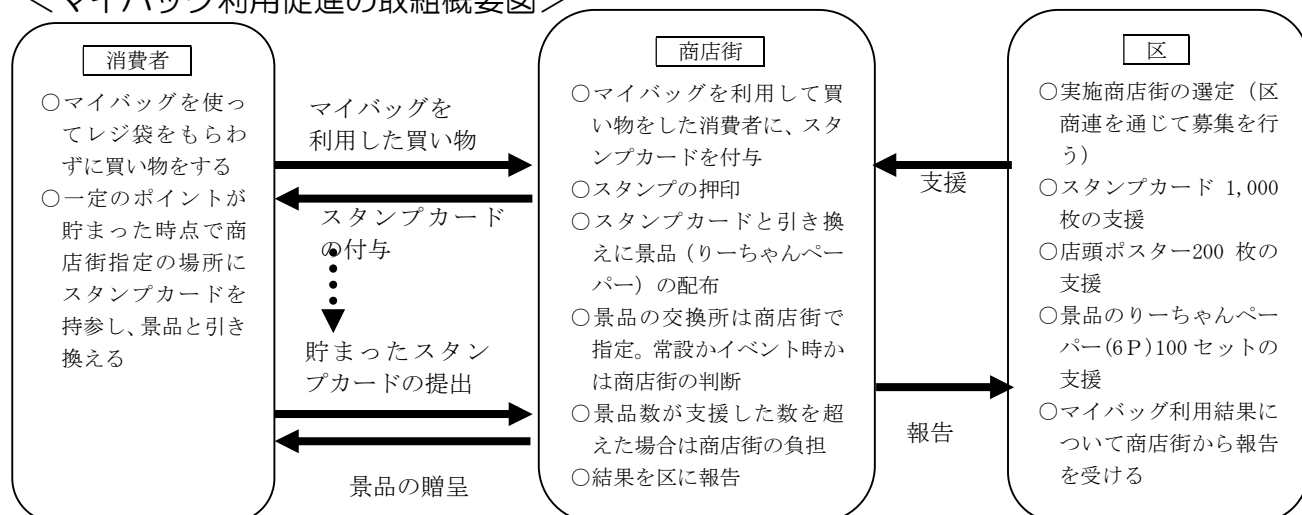 ＜マイバッグ利用促進の取組概要図＞
消費者
○マイバッグを使っ
てレジ袋をもらわ
ずに買い物をする
○一定のポイントが
貯まった時点で商
店街指定の場所に
スタンプカードを
持参し、景品と引き
換える
マイバッグを
利用した買い物
スタンプカード
の付与
貯まったスタン
プカードの提出
景品の贈呈
商店街
○マイバッグを利用して買
い物をした消費者に、スタ
ンプカードを付与
○スタンプの押印
○スタンプカードと引き換
えに景品（りーちゃんペー
パー）の配布
○景品の交換所は商店街で
指定。常設かイベント時か
は商店街の判断
○景品数が支援した数を超
えた場合は商店街の負担
○結果を区に報告
支援
報告
区
○実施商店街の選定（区
商連を通じて募集を行
う）
○スタンプカード 1,000
枚の支援
○店頭ポスター200 枚の
支援
○景品のりーちゃんペー
パー(6Ｐ)100 セットの
支援
○マイバッグ利用結果に
ついて商店街から報告
を受ける